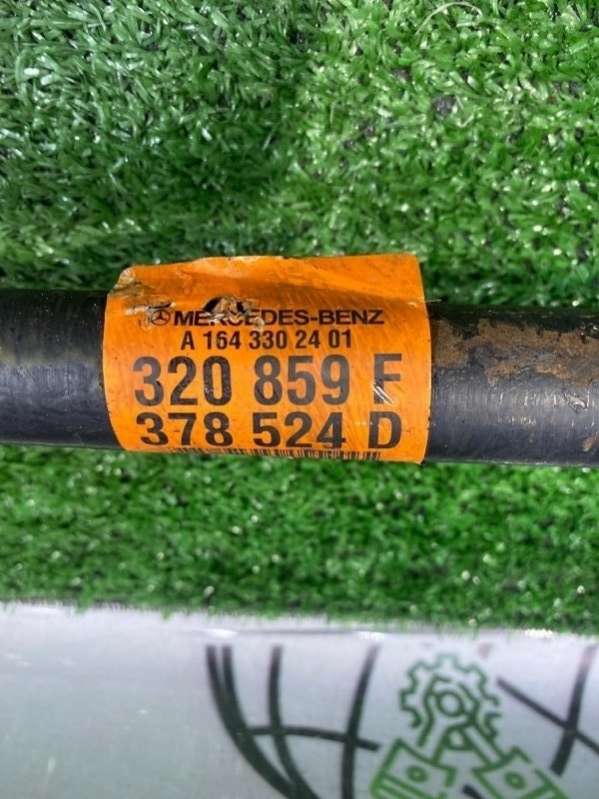 MERCEDES-BENZ
A 164 330 24 01
320 859 F
378 524 D